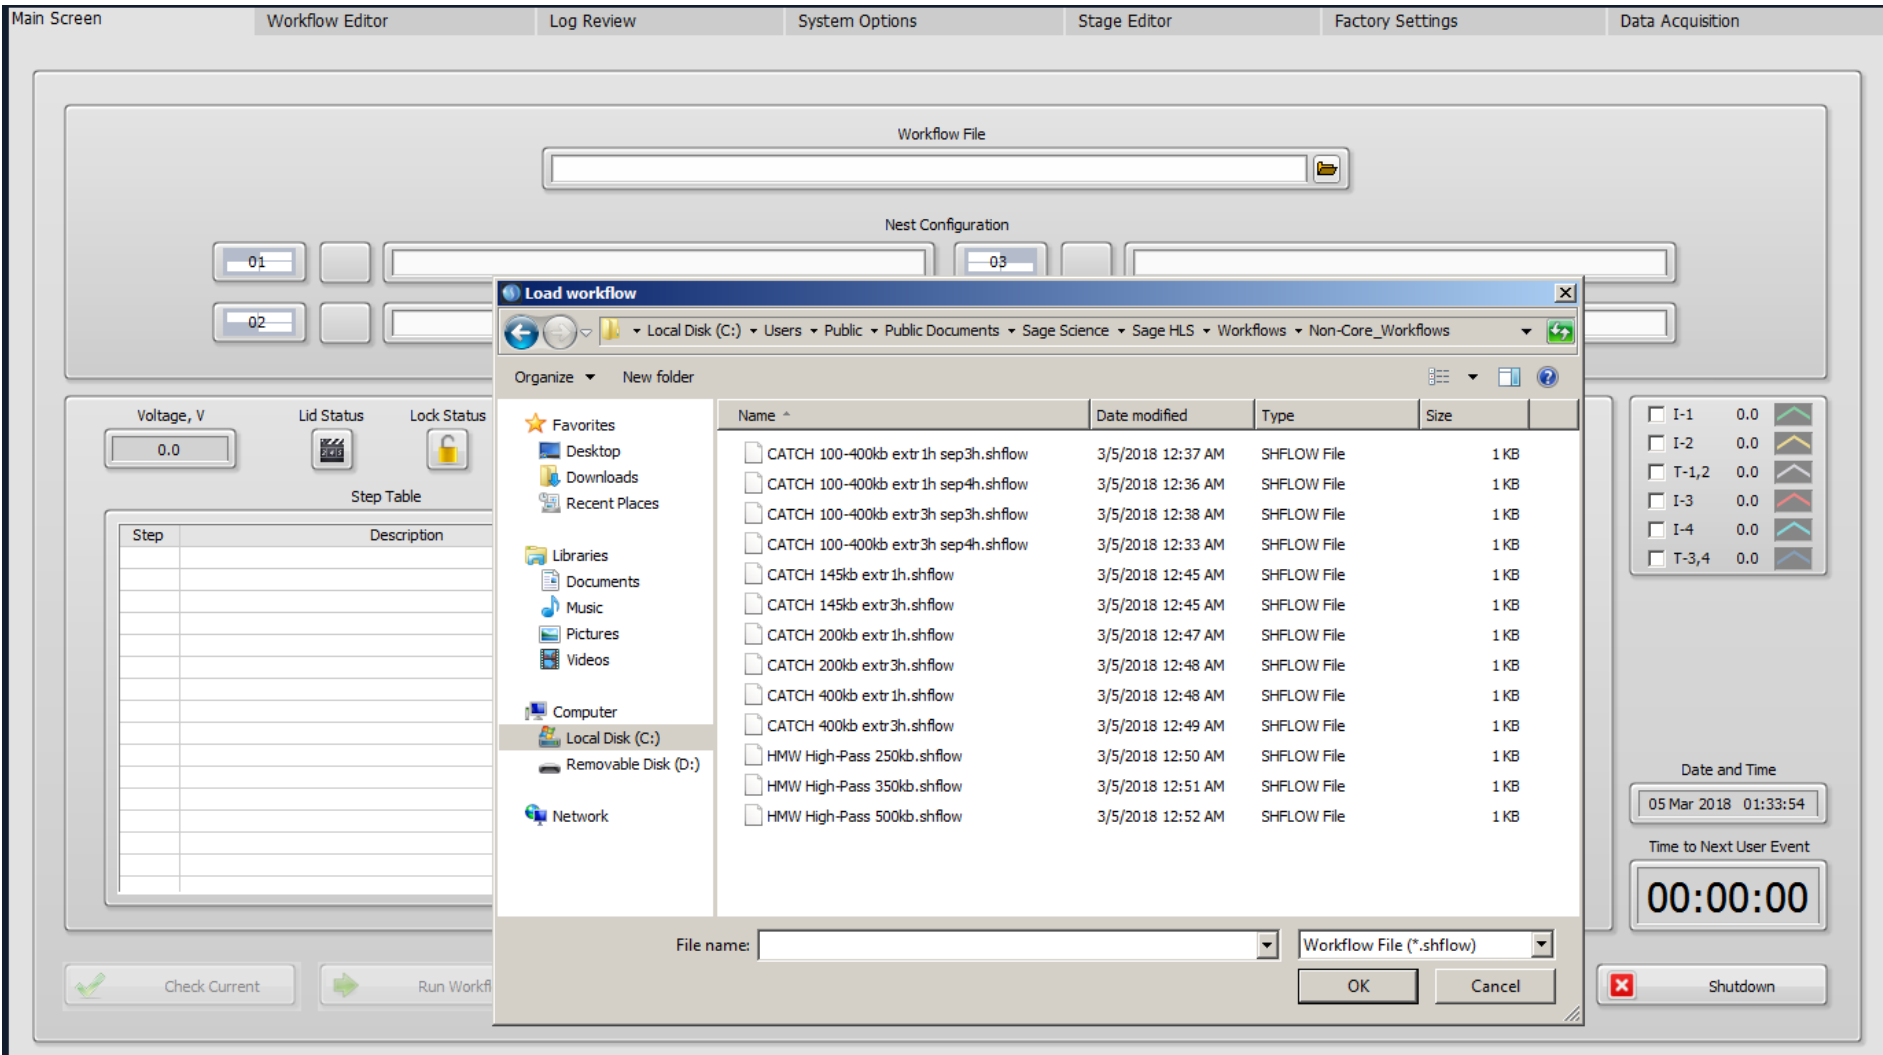 Main Screen Workflow Editor Log Review System Options Stage Editor Factory Settings Data Acquisition
Workflow File
Nest Configuration
01 03
02
Load workflow
Local Disk (C:) Users Public Public Documents Sage Science Sage HLS Workflows Non-Core_Workflows
Organize New folder
Voltage, V Lid Status Lock Status
0.0
Step Table
Step Description
Favorites
Desktop
Downloads
Recent Places
Libraries
Documents
Music
Pictures
Videos
Computer
Local Disk (C:)
Removable Disk (D:)
Network
Name Date modified Type Size
CATCH 100-400kb extr1h sep3h.shflow 3/5/2018 12:37 AM SHFLOW File 1 KB
CATCH 100-400kb extr1h sep4h.shflow 3/5/2018 12:36 AM SHFLOW File 1 KB
CATCH 100-400kb extr3h sep3h.shflow 3/5/2018 12:38 AM SHFLOW File 1 KB
CATCH 100-400kb extr3h sep4h.shflow 3/5/2018 12:33 AM SHFLOW File 1 KB
CATCH 145kb extr1h.shflow 3/5/2018 12:45 AM SHFLOW File 1 KB
CATCH 145kb extr3h.shflow 3/5/2018 12:45 AM SHFLOW File 1 KB
CATCH 200kb extr1h.shflow 3/5/2018 12:47 AM SHFLOW File 1 KB
CATCH 200kb extr3h.shflow 3/5/2018 12:48 AM SHFLOW File 1 KB
CATCH 400kb extr1h.shflow 3/5/2018 12:48 AM SHFLOW File 1 KB
CATCH 400kb extr3h.shflow 3/5/2018 12:49 AM SHFLOW File 1 KB
HMW High-Pass 250kb.shflow 3/5/2018 12:50 AM SHFLOW File 1 KB
HMW High-Pass 350kb.shflow 3/5/2018 12:51 AM SHFLOW File 1 KB
HMW High-Pass 500kb.shflow 3/5/2018 12:52 AM SHFLOW File 1 KB
File name: Workflow File (*.shflow)
OK Cancel
I-1 0.0
I-2 0.0
T-1,2 0.0
I-3 0.0
I-4 0.0
T-3,4 0.0
Date and Time
05 Mar 2018 01:33:54
Time to Next User Event
00:00:00
Check Current Run Workfl Shutdown